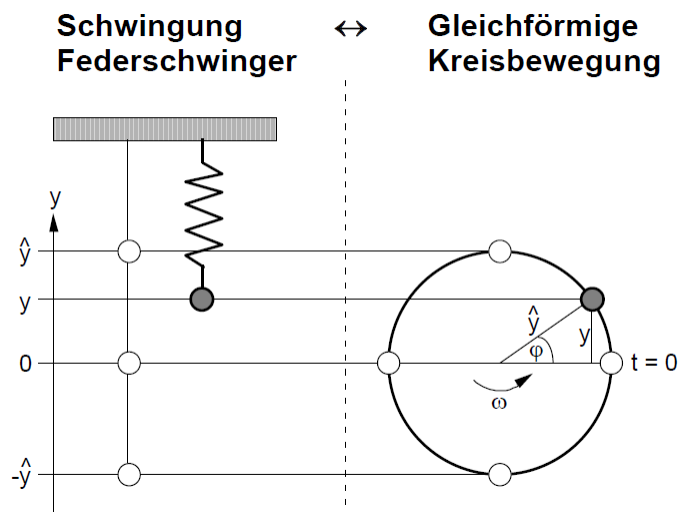 Schwingung ↔ Gleichförmige
Federschwinger Kreisbewegung
y
ŷ
y
ŷ
y
φ
0
t = 0
ω
-ŷ